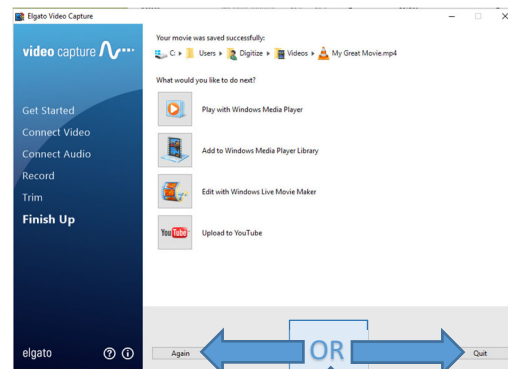 Elgato Video Capture
video capture
Get Started
Connect Video
Connect Audio
Record
Trim
Finish Up
elgato
Your movie was saved successfully:
C: ▸ Users ▸ Digitize ▸ Videos ▸ My Great Movie.mp4
What would you like to do next?
Play with Windows Media Player
Add to Windows Media Player Library
Edit with Windows Live Movie Maker
YouTube Upload to YouTube
Again OR Quit